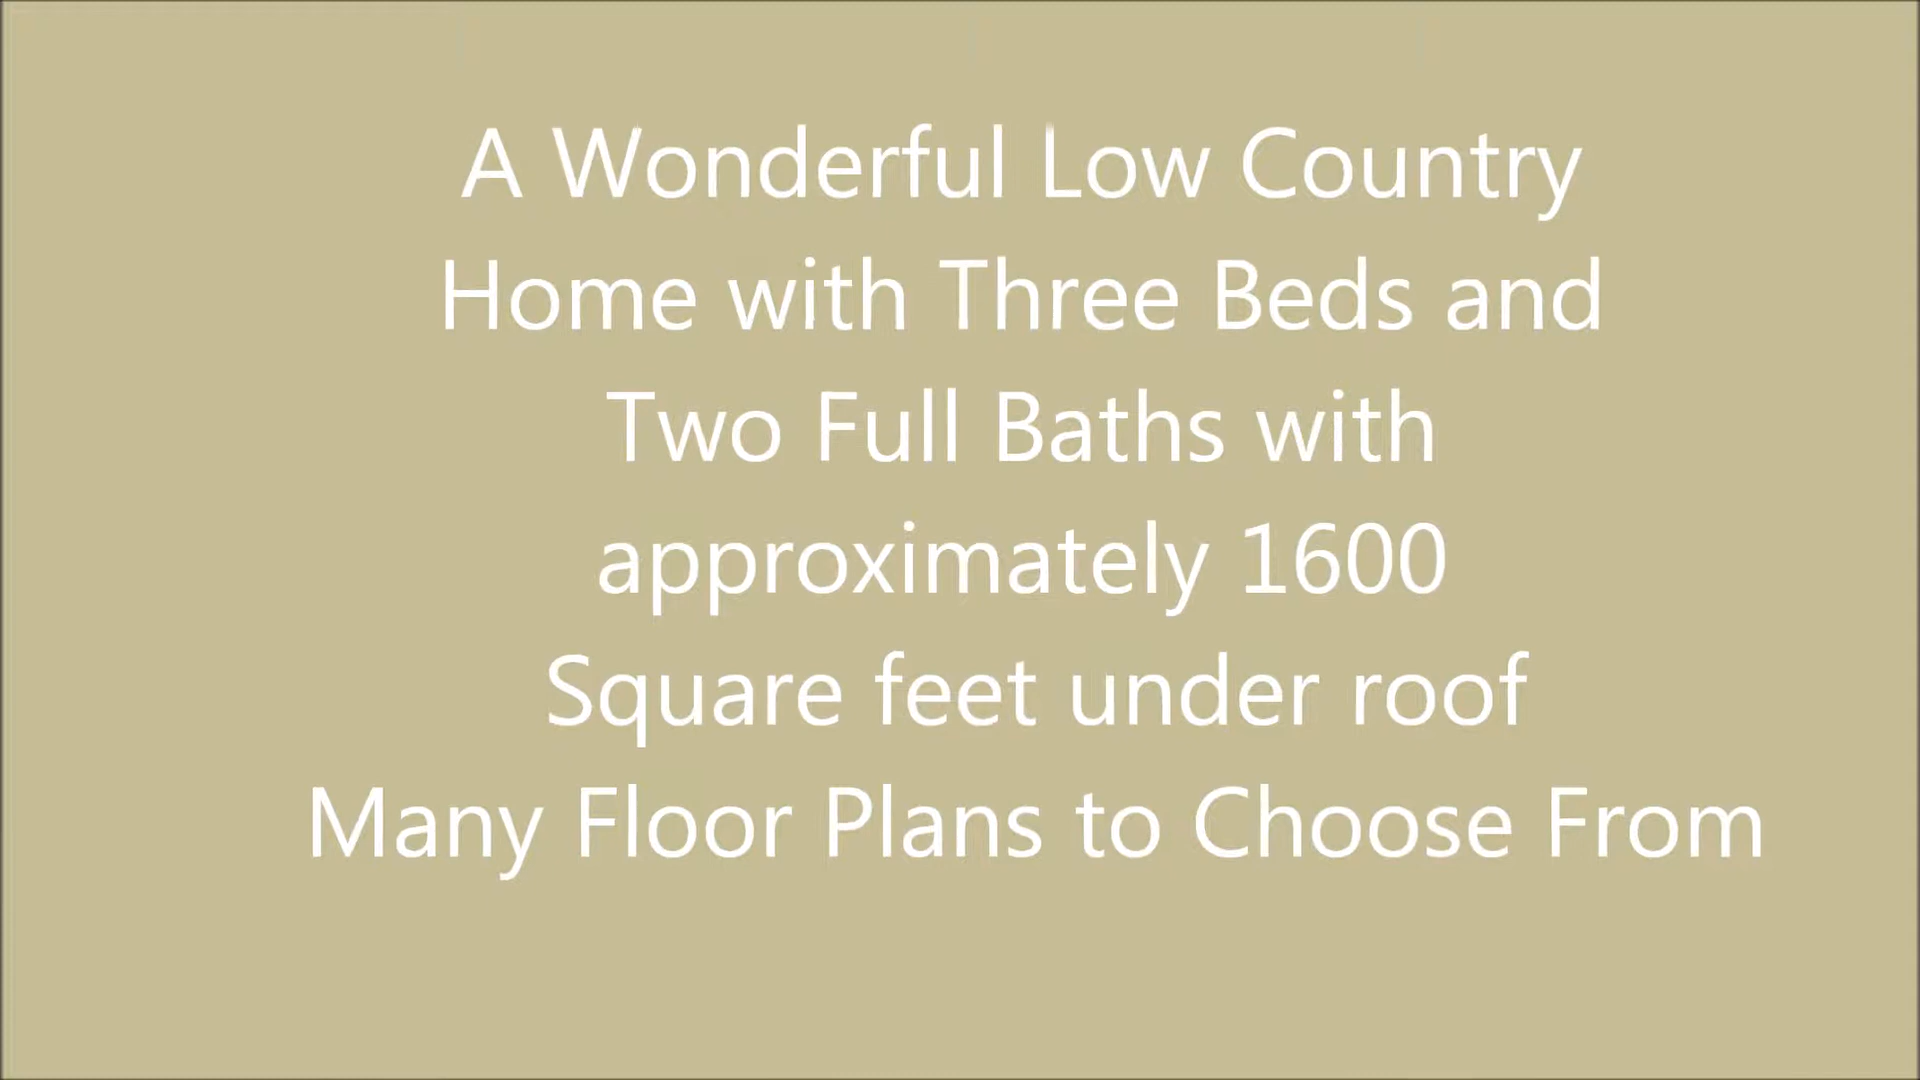 A Wonderful Low Country
Home with Three Beds and
Two Full Baths with
approximately 1600
Square feet under roof
Many Floor Plans to Choose From